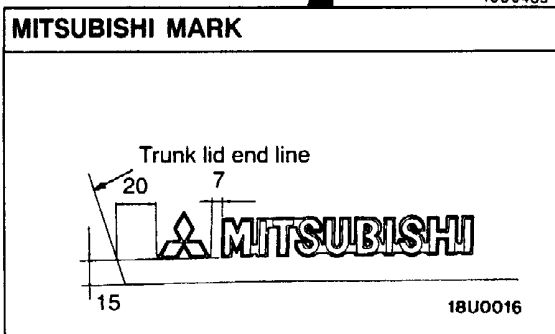 MITSUBISHI MARK
Trunk lid end line
20
7
MITSUBISHI
15
18U0016